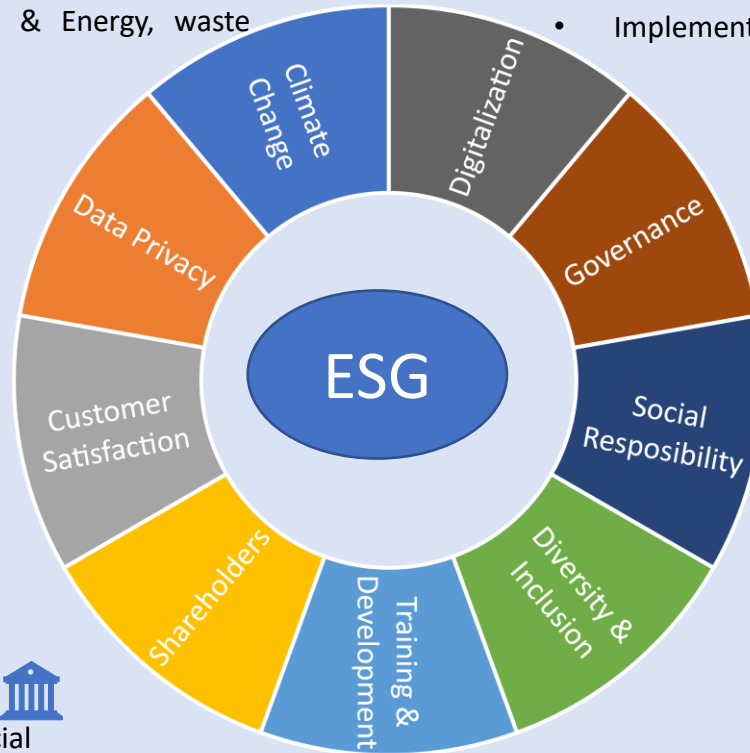 & Energy, waste
• Implement
Climate
Change
Digitalization
Governance
Data Privacy
ESG
Customer
Satisfaction
Social
Resposibility
Shareholders
Training &
Development
Diversity &
Inclusion